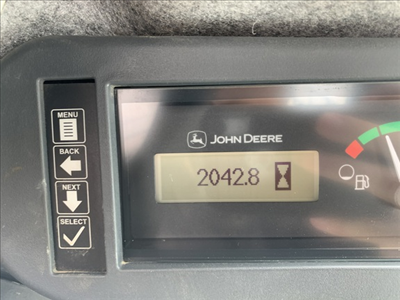 MENU
BACK
NEXT
SELECT
JOHN DEERE
2042.8